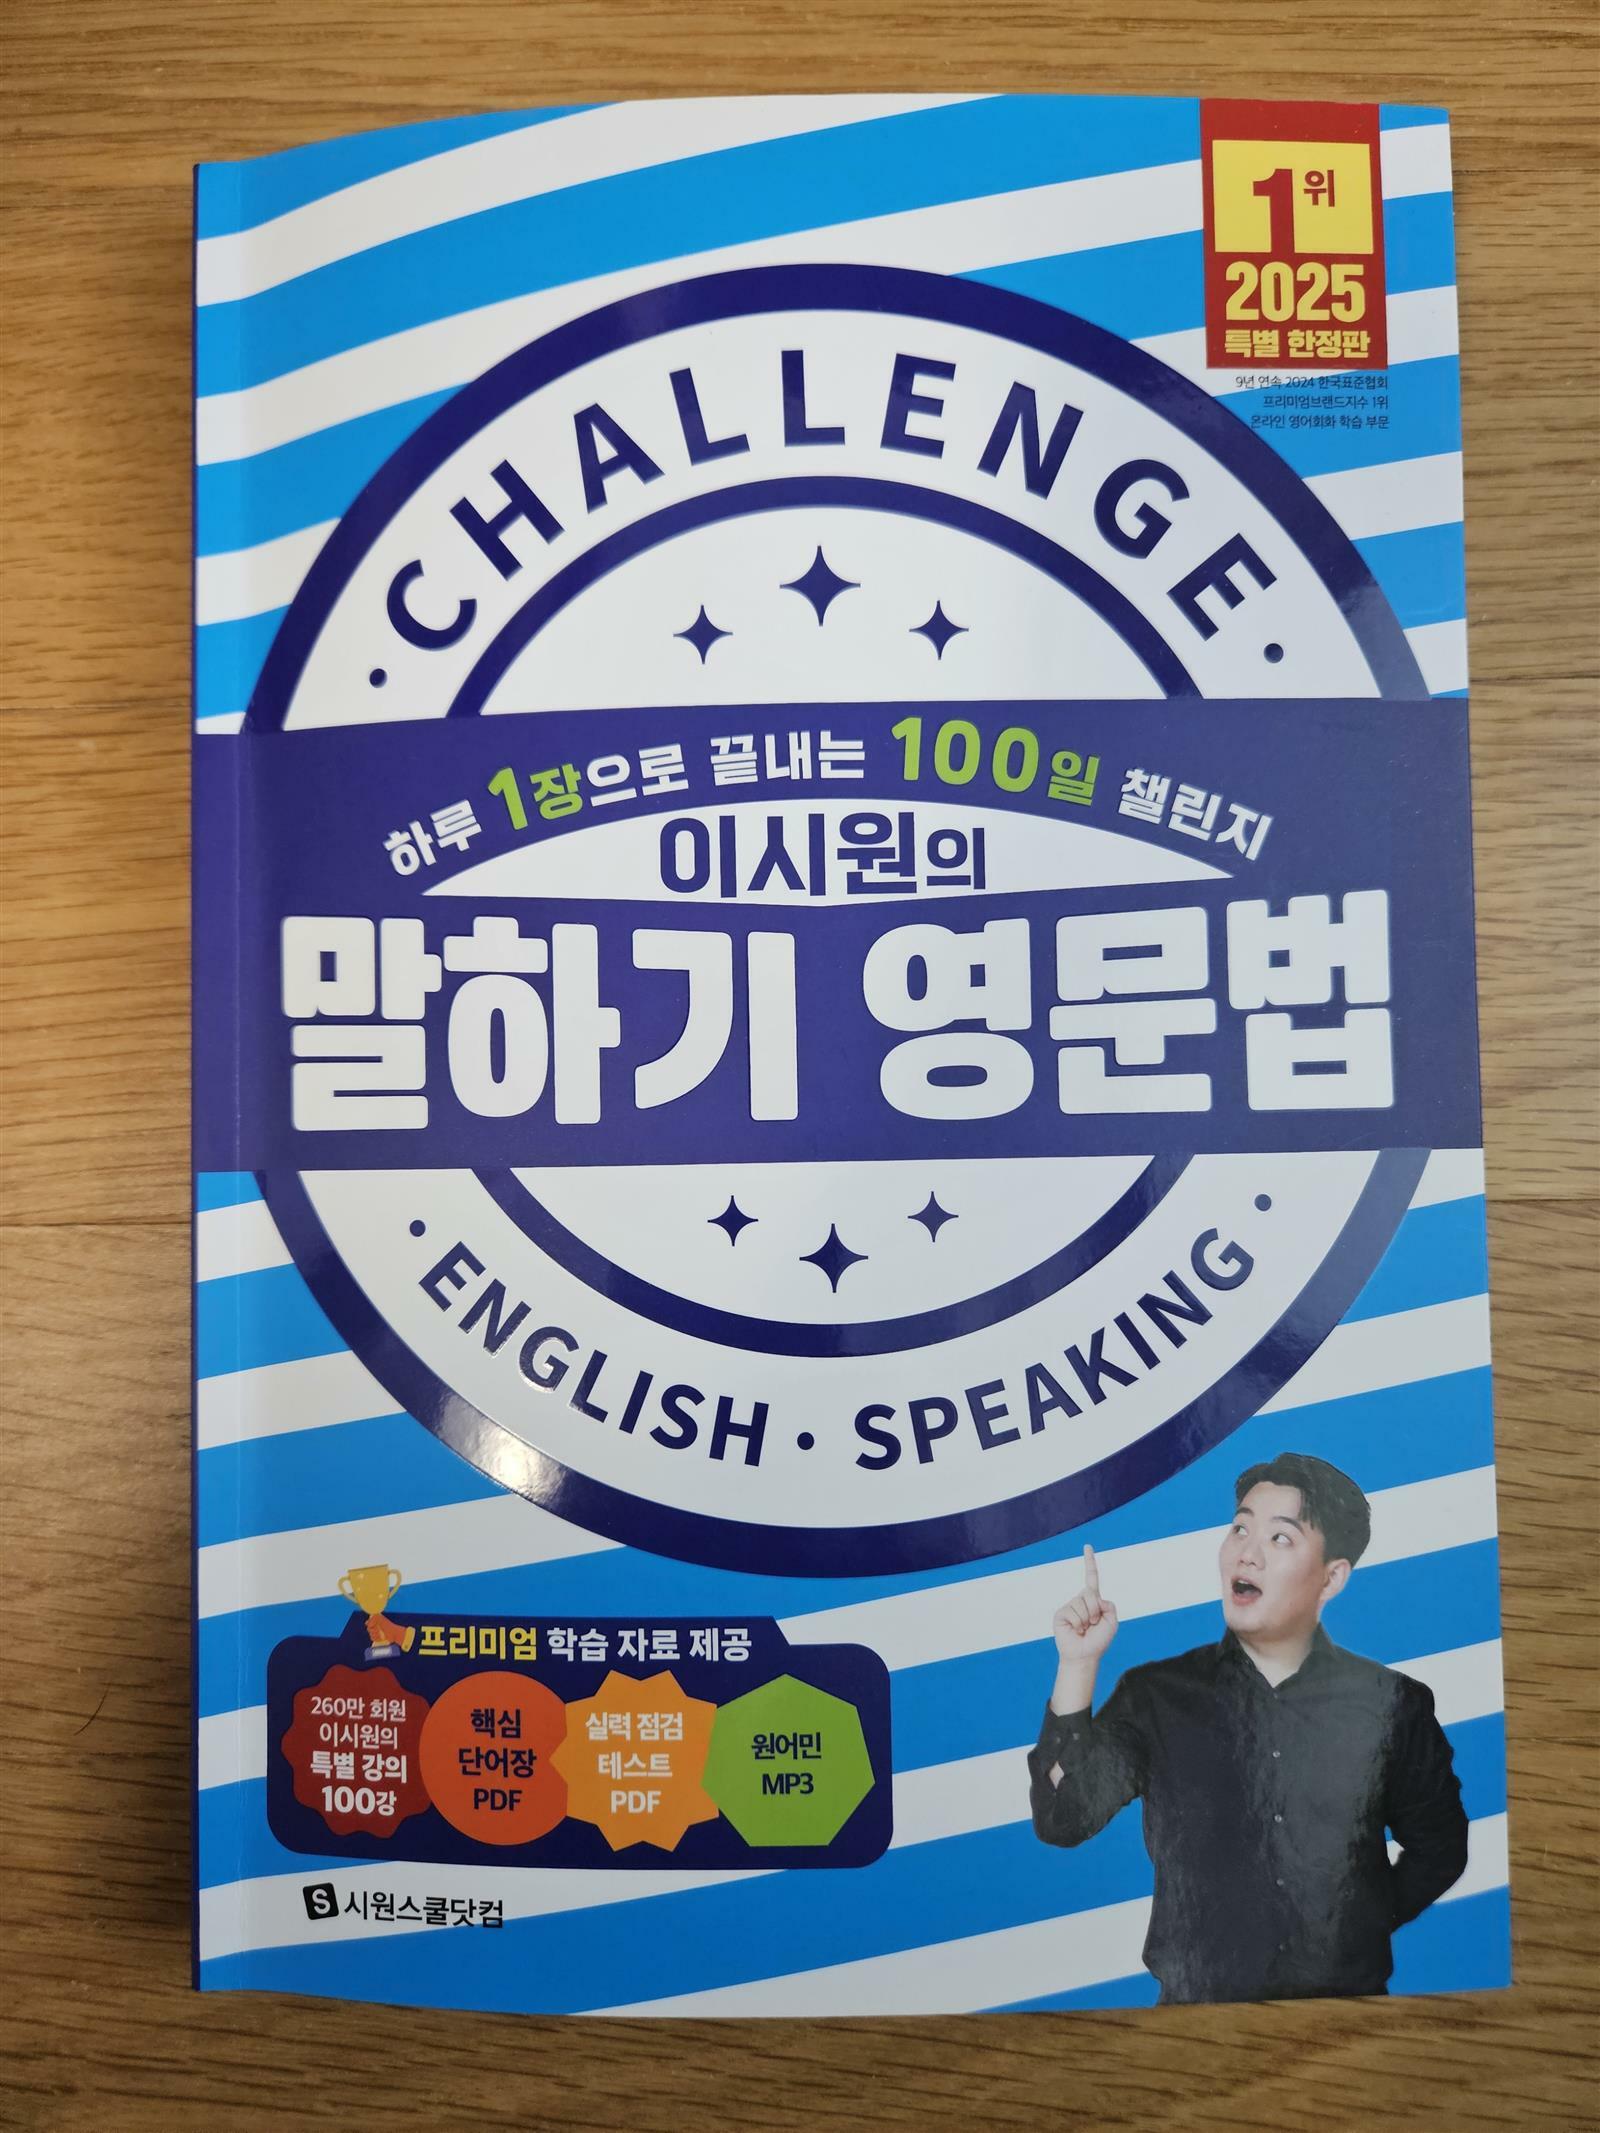 1위
2025
특별 한정판
9년 연속 2024 한국표준협회
프리미엄브랜드지수 1위
온라인 영어회화 학습 부문
· CHALLENGE ·
하루 1장으로 끝내는 100일 챌린지
이시원의
말하기 영문법
· ENGLISH · SPEAKING ·
프리미엄 학습 자료 제공
260만 회원
이시원의
특별 강의
100강
핵심
단어장
PDF
실력 점검
테스트
PDF
원어민
MP3
S 시원스쿨닷컴